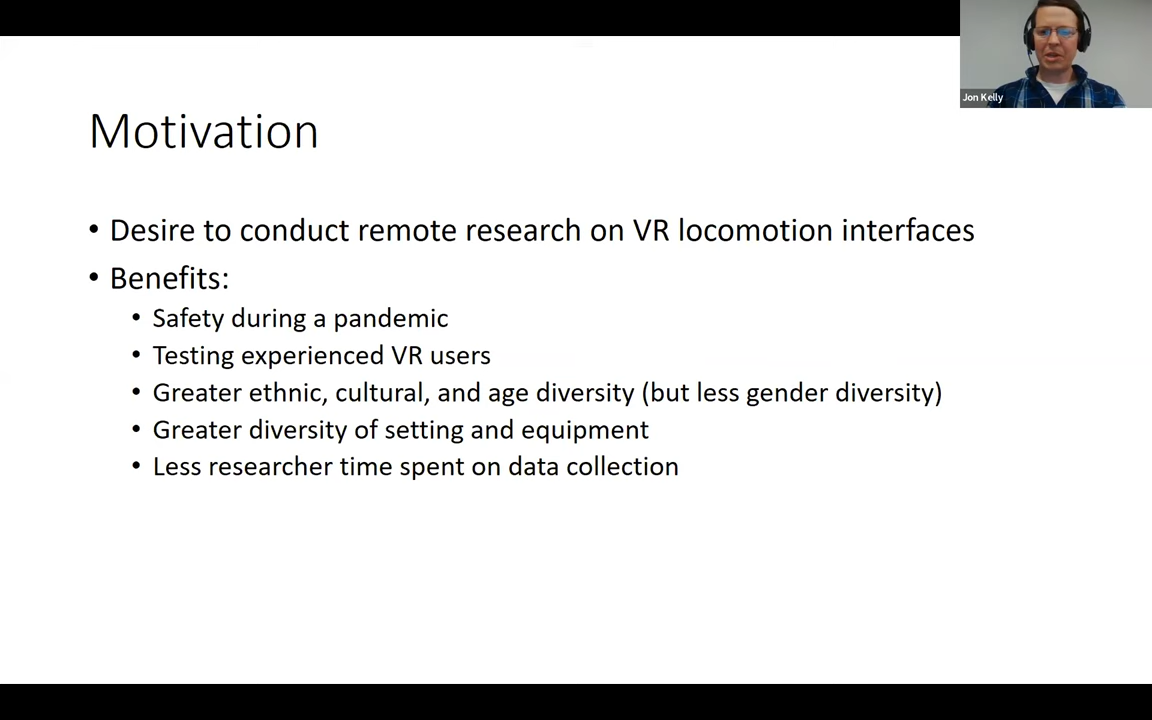 Jon Kelly
Motivation
• Desire to conduct remote research on VR locomotion interfaces
• Benefits:
• Safety during a pandemic
• Testing experienced VR users
• Greater ethnic, cultural, and age diversity (but less gender diversity)
• Greater diversity of setting and equipment
• Less researcher time spent on data collection